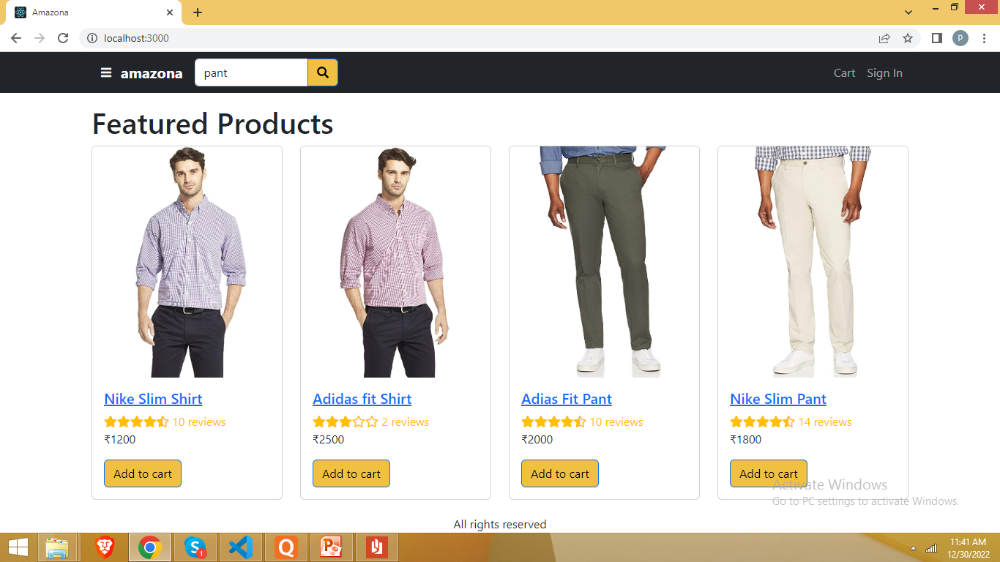 Amazona
localhost:3000
P
amazona
pant
Cart
Sign In
Featured Products
Nike Slim Shirt
10 reviews
₹1200
Add to cart
Adidas fit Shirt
2 reviews
₹2500
Add to cart
Adias Fit Pant
10 reviews
₹2000
Add to cart
Nike Slim Pant
14 reviews
₹1800
Add to cart
Activate Windows
Go to PC settings to activate Windows.
All rights reserved
S
1
Q
P
11:41 AM
12/30/2022